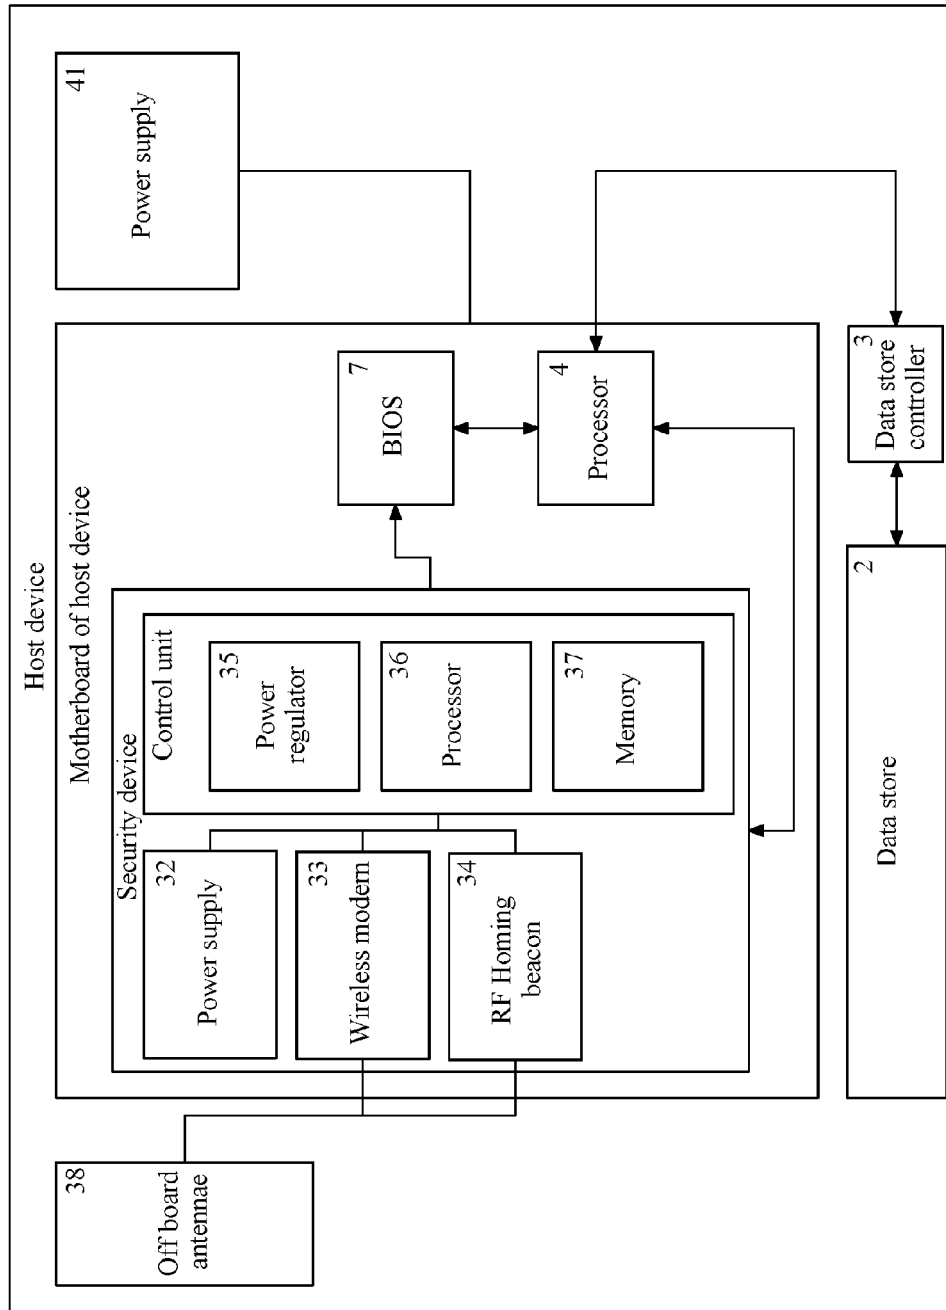 Host device
Motherboard of host device
Security device
Control unit
38
Off board
antennae
32
Power supply
33
Wireless modern
34
RF Homing
beacon
35
Power
regulator
36
Processor
37
Memory
7
BIOS
4
Processor
41
Power supply
2
Data store
3
Data store
controller